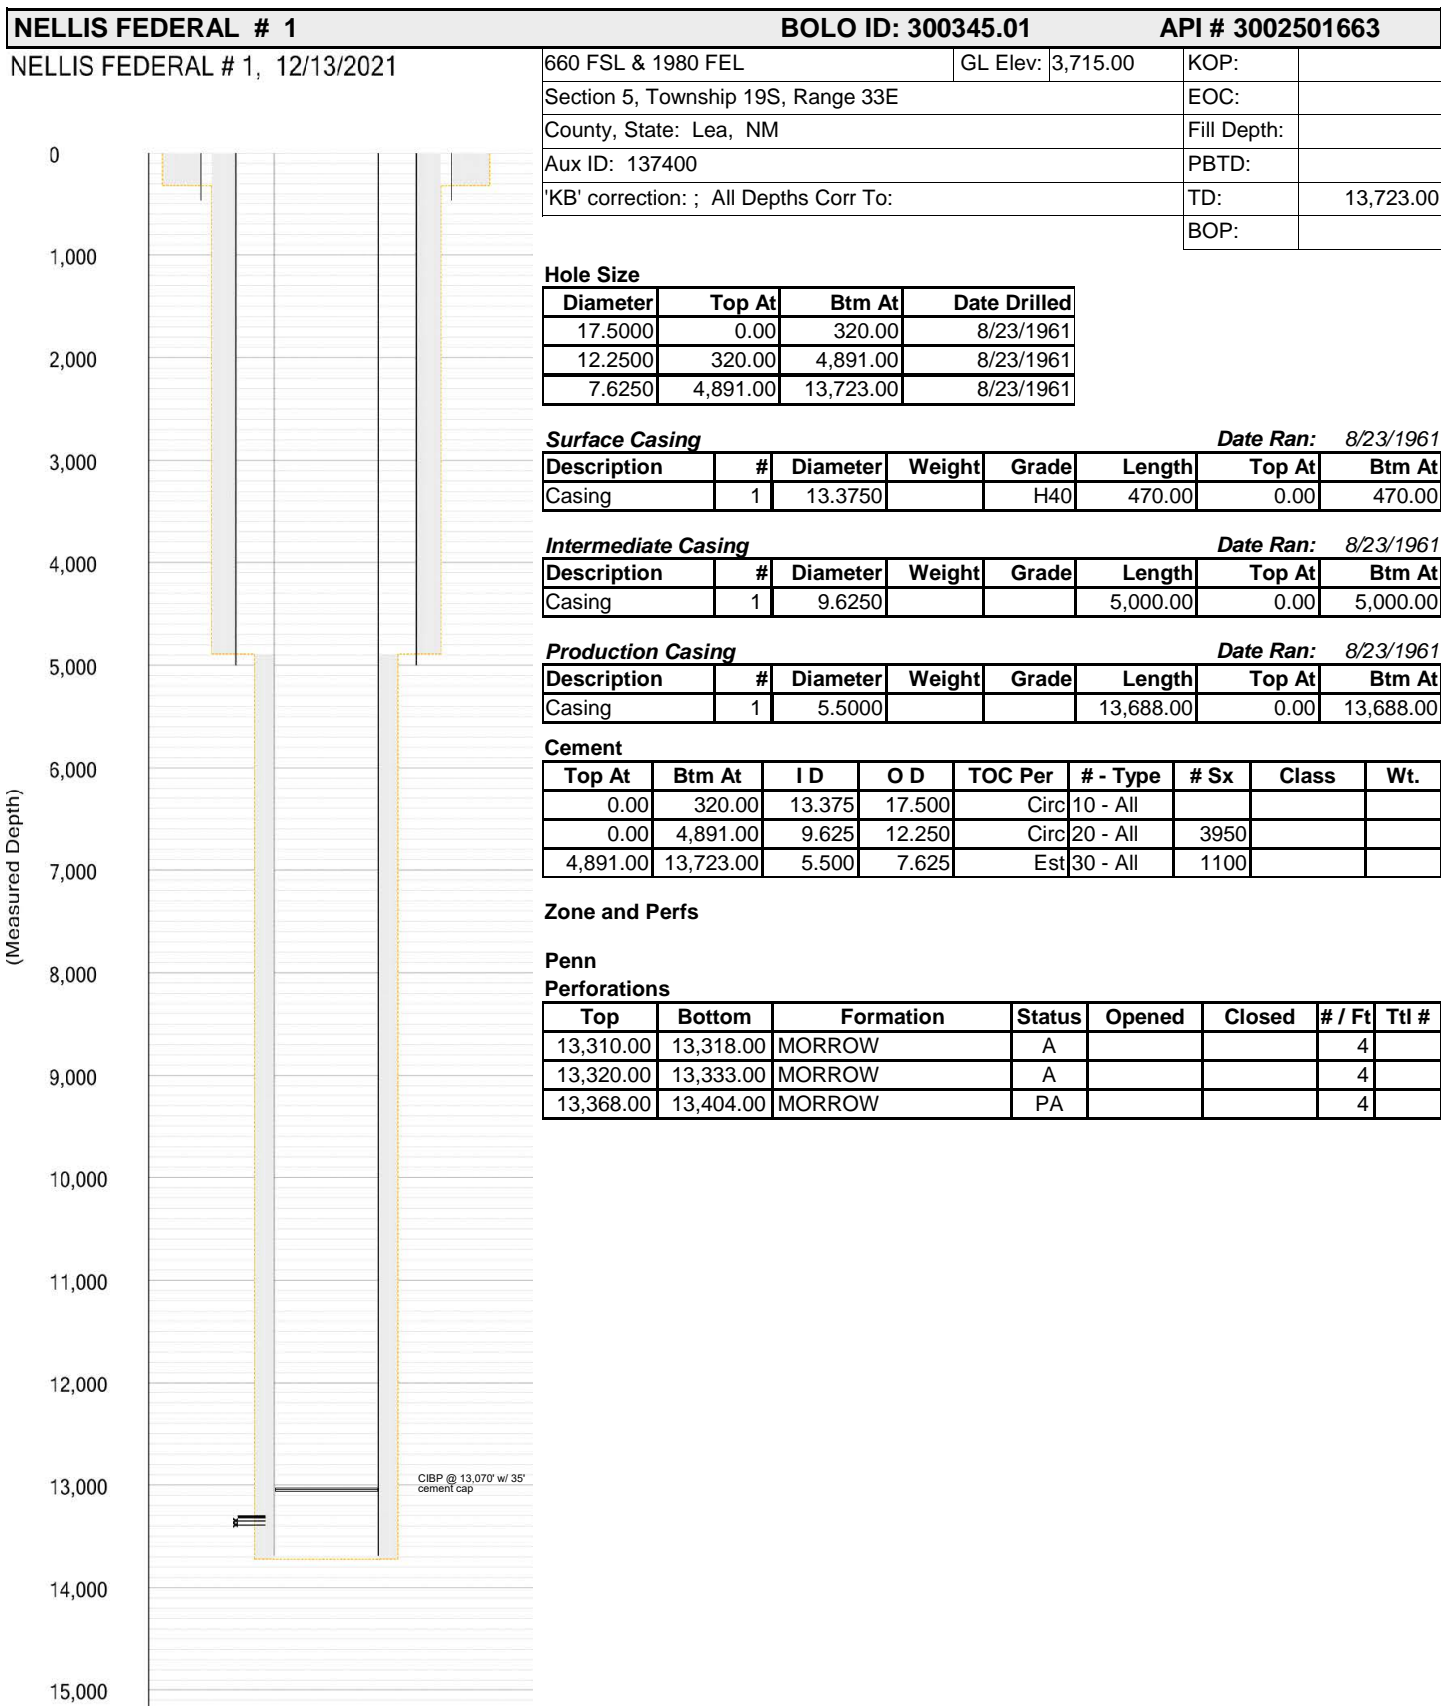 NELLIS FEDERAL # 1 BOLO ID: 300345.01 API # 3002501663
NELLIS FEDERAL # 1, 12/13/2021
660 FSL & 1980 FEL GL Elev: 3,715.00 KOP:
Section 5, Township 19S, Range 33E EOC:
County, State: Lea, NM Fill Depth:
Aux ID: 137400 PBTD:
'KB' correction: ; All Depths Corr To: TD: 13,723.00
BOP:
Hole Size
Diameter Top At Btm At Date Drilled
17.5000 0.00 320.00 8/23/1961
12.2500 320.00 4,891.00 8/23/1961
7.6250 4,891.00 13,723.00 8/23/1961
Surface Casing Date Ran: 8/23/1961
Description # Diameter Weight Grade Length Top At Btm At
Casing 1 13.3750 H40 470.00 0.00 470.00
Intermediate Casing Date Ran: 8/23/1961
Description # Diameter Weight Grade Length Top At Btm At
Casing 1 9.6250 5,000.00 0.00 5,000.00
Production Casing Date Ran: 8/23/1961
Description # Diameter Weight Grade Length Top At Btm At
Casing 1 5.5000 13,688.00 0.00 13,688.00
Cement
Top At Btm At I D O D TOC Per # - Type # Sx Class Wt.
0.00 320.00 13.375 17.500 Circ 10 - All
0.00 4,891.00 9.625 12.250 Circ 20 - All 3950
4,891.00 13,723.00 5.500 7.625 Est 30 - All 1100
Zone and Perfs
Penn
Perforations
Top Bottom Formation Status Opened Closed # / Ft Ttl #
13,310.00 13,318.00 MORROW A 4
13,320.00 13,333.00 MORROW A 4
13,368.00 13,404.00 MORROW PA 4
(Measured Depth)
0
1,000
2,000
3,000
4,000
5,000
6,000
7,000
8,000
9,000
10,000
11,000
12,000
13,000
14,000
15,000
CIBP @ 13,070' w/ 35'
cement cap